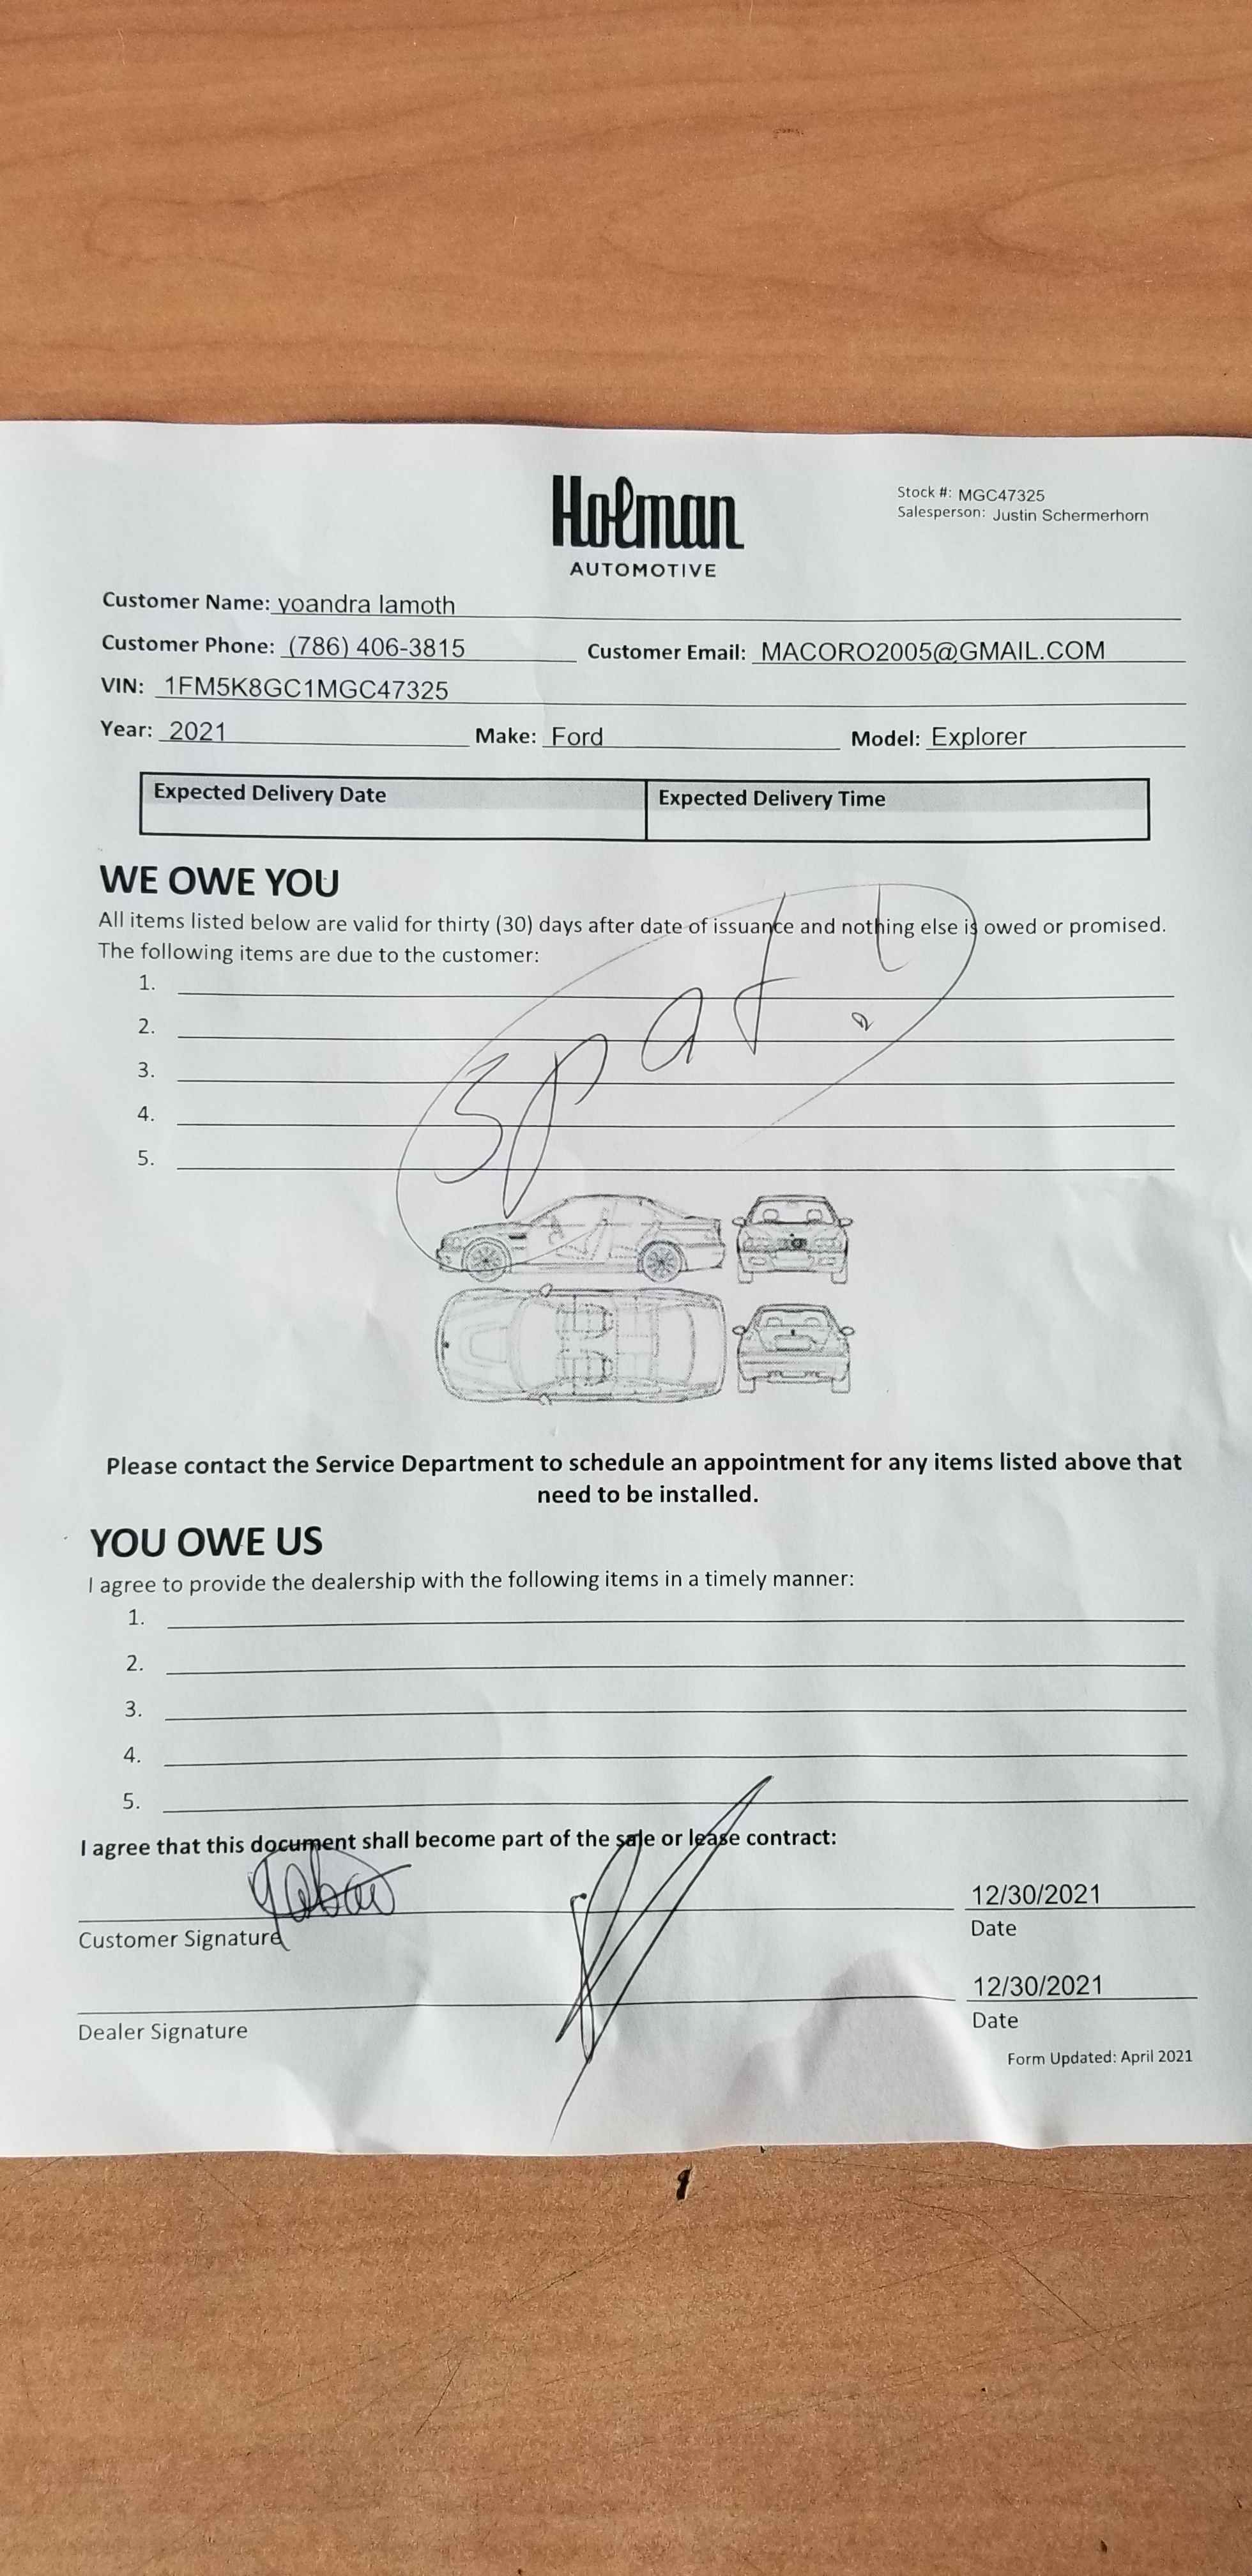 Holman
AUTOMOTIVE
Stock #: MGC47325
Salesperson: Justin Schermerhorn
Customer Name: yoandra lamoth
Customer Phone: (786) 406-3815 Customer Email: MACORO2005@GMAIL.COM
VIN: 1FM5K8GC1MGC47325
Year: 2021 Make: Ford Model: Explorer
Expected Delivery Date Expected Delivery Time
WE OWE YOU
All items listed below are valid for thirty (30) days after date of issuance and nothing else is owed or promised.
The following items are due to the customer:
1.
2.
3.
4.
5.
Please contact the Service Department to schedule an appointment for any items listed above that
need to be installed.
YOU OWE US
I agree to provide the dealership with the following items in a timely manner:
1.
2.
3.
4.
5.
I agree that this document shall become part of the sale or lease contract:
12/30/2021
Customer Signature Date
12/30/2021
Dealer Signature Date
Form Updated: April 2021